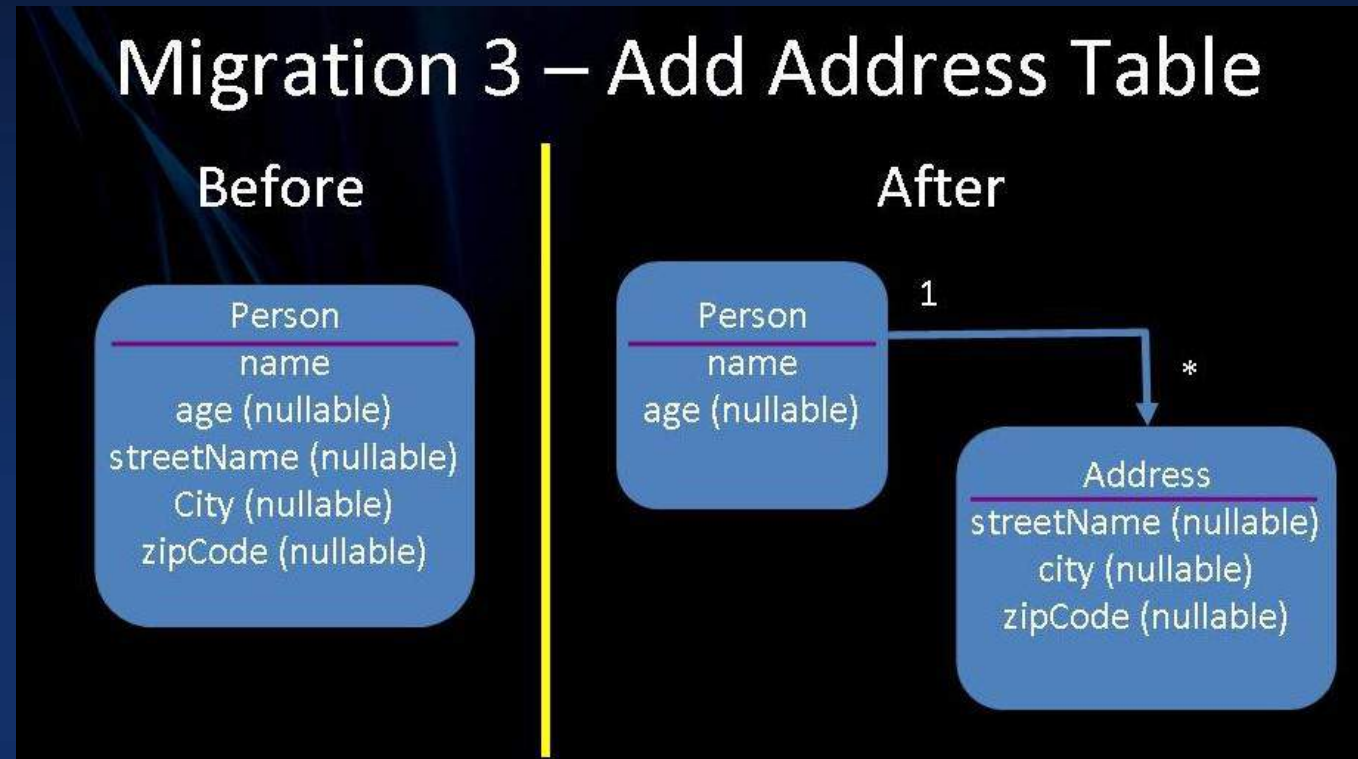 Migration 3 – Add Address Table
Before
Person
name
age (nullable)
streetName (nullable)
City (nullable)
zipCode (nullable)
After
Person
name
age (nullable)
1
*
Address
streetName (nullable)
city (nullable)
zipCode (nullable)